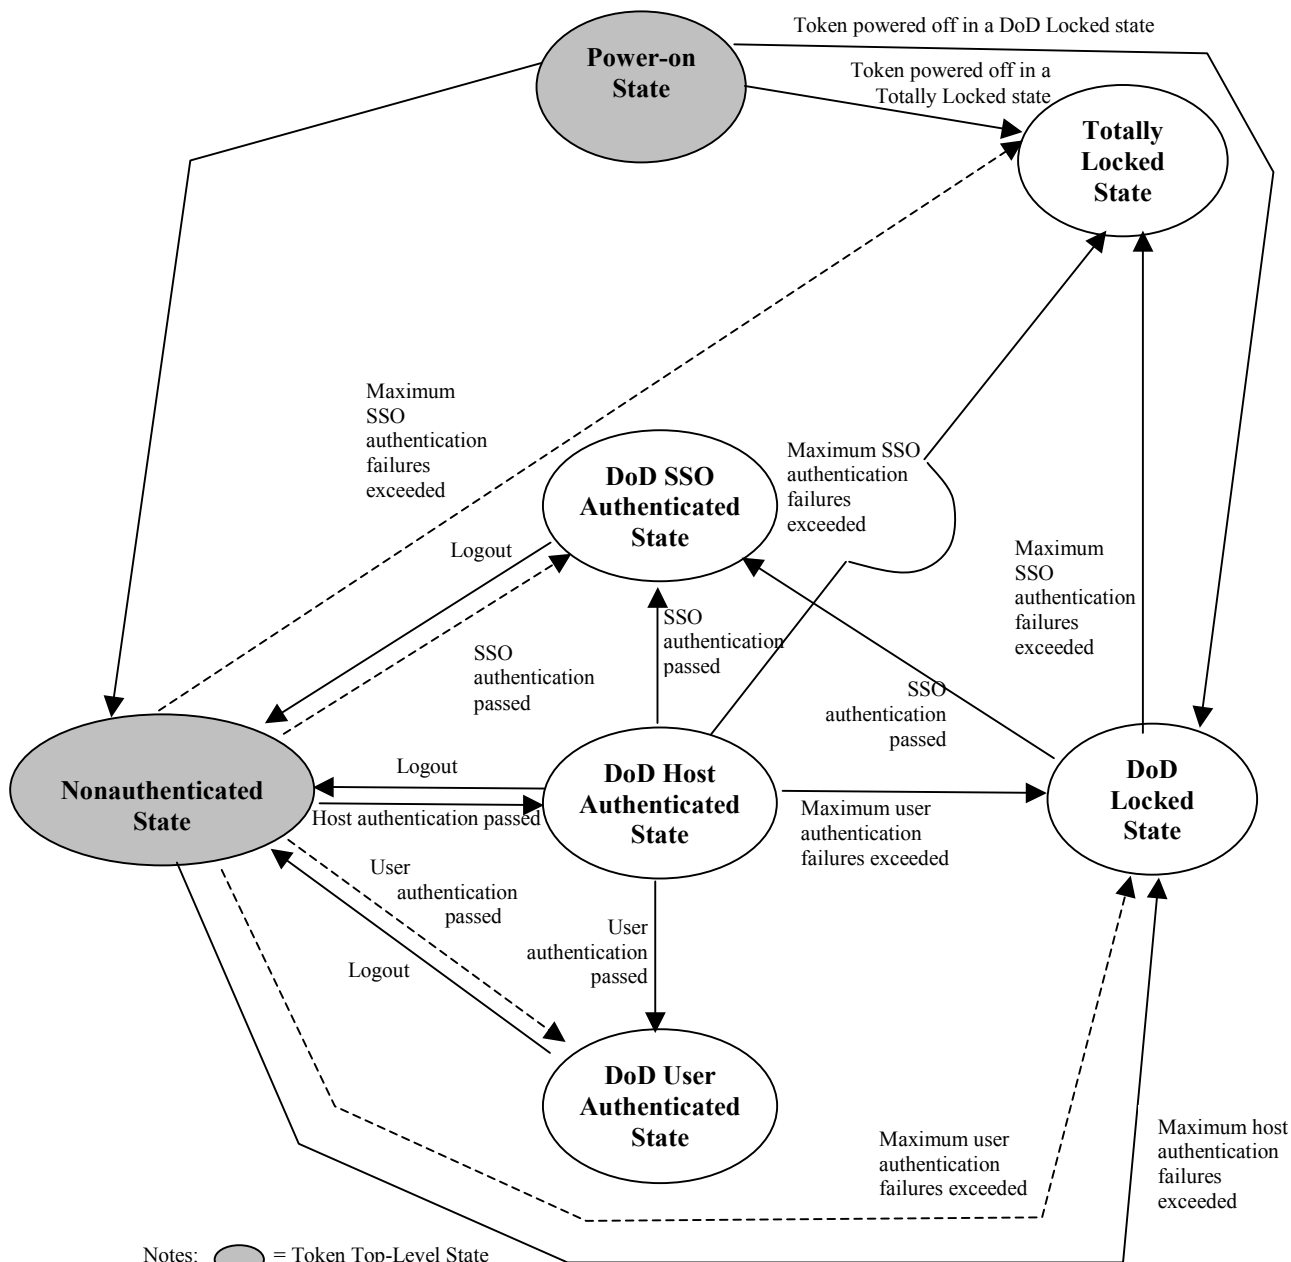 Token powered off in a DoD Locked state
Power-on
State
Token powered off in a
Totally Locked state
Totally
Locked
State
Maximum
SSO
authentication
failures
exceeded
Maximum SSO
authentication
failures
exceeded
DoD SSO
Authenticated
State
Logout
Maximum
SSO
authentication
failures
exceeded
SSO
authentication
passed
SSO
authentication
passed
SSO
authentication
passed
Nonauthenticated
State
Logout
Host authentication passed
DoD Host
Authenticated
State
Maximum user
authentication
failures exceeded
DoD
Locked
State
User
authentication
passed
Logout
User
authentication
passed
DoD User
Authenticated
State
Maximum user
authentication
failures exceeded
Maximum host
authentication
failures
exceeded
Notes: = Token Top-Level State